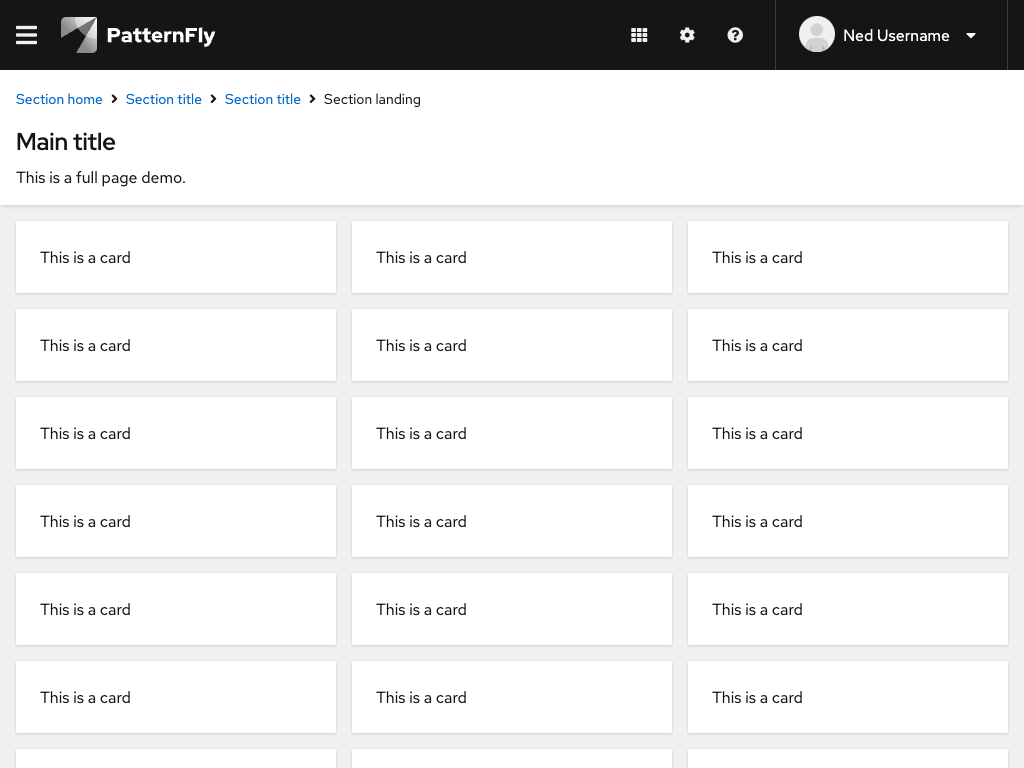 PatternFly
Ned Username
Section home Section title Section title Section landing
Main title
This is a full page demo.
This is a card This is a card This is a card
This is a card This is a card This is a card
This is a card This is a card This is a card
This is a card This is a card This is a card
This is a card This is a card This is a card
This is a card This is a card This is a card